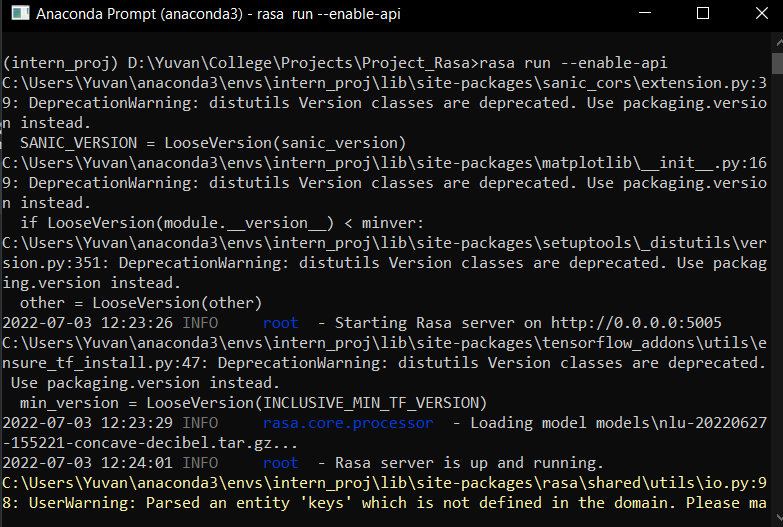 Anaconda Prompt (anaconda3) - rasa  run --enable-api
(intern_proj) D:\Yuvan\College\Projects\Project_Rasa>rasa run --enable-api
C:\Users\Yuvan\anaconda3\envs\intern_proj\lib\site-packages\sanic_cors\extension.py:3
9: DeprecationWarning: distutils Version classes are deprecated. Use packaging.versio
n instead.
  SANIC_VERSION = LooseVersion(sanic_version)
C:\Users\Yuvan\anaconda3\envs\intern_proj\lib\site-packages\matplotlib\__init__.py:16
9: DeprecationWarning: distutils Version classes are deprecated. Use packaging.versio
n instead.
  if LooseVersion(module.__version__) < minver:
C:\Users\Yuvan\anaconda3\envs\intern_proj\lib\site-packages\setuptools\_distutils\ver
sion.py:351: DeprecationWarning: distutils Version classes are deprecated. Use packag
ing.version instead.
  other = LooseVersion(other)
2022-07-03 12:23:26 INFO     root  - Starting Rasa server on http://0.0.0.0:5005
C:\Users\Yuvan\anaconda3\envs\intern_proj\lib\site-packages\tensorflow_addons\utils\e
nsure_tf_install.py:47: DeprecationWarning: distutils Version classes are deprecated.
 Use packaging.version instead.
  min_version = LooseVersion(INCLUSIVE_MIN_TF_VERSION)
2022-07-03 12:23:29 INFO     rasa.core.processor  - Loading model models\nlu-20220627
-155221-concave-decibel.tar.gz...
2022-07-03 12:24:01 INFO     root  - Rasa server is up and running.
C:\Users\Yuvan\anaconda3\envs\intern_proj\lib\site-packages\rasa\shared\utils\io.py:9
8: UserWarning: Parsed an entity 'keys' which is not defined in the domain. Please ma